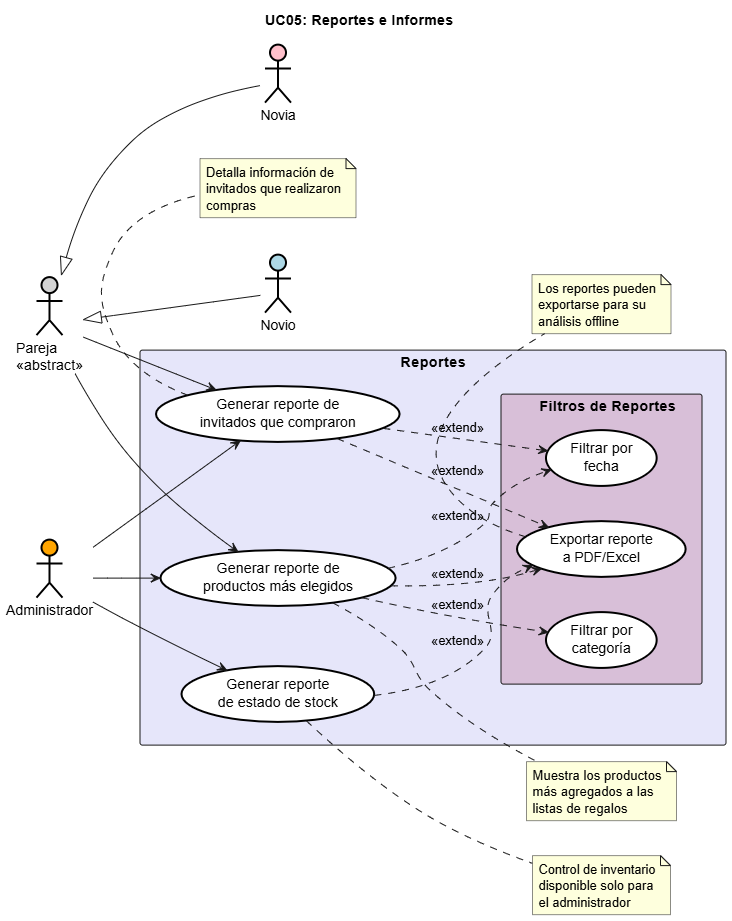 UC05: Reportes e Informes
Novia
Detalla información de
invitados que realizaron
compras
Novio
Pareja
«abstract»
Los reportes pueden
exportarse para su
análisis offline
Reportes
Generar reporte de
invitados que compraron
Filtros de Reportes
«extend»
Filtrar por
fecha
«extend»
«extend»
Exportar reporte
a PDF/Excel
Administrador
Generar reporte de
productos más elegidos
«extend»
«extend»
Filtrar por
categoría
«extend»
Generar reporte
de estado de stock
Muestra los productos
más agregados a las
listas de regalos
Control de inventario
disponible solo para
el administrador